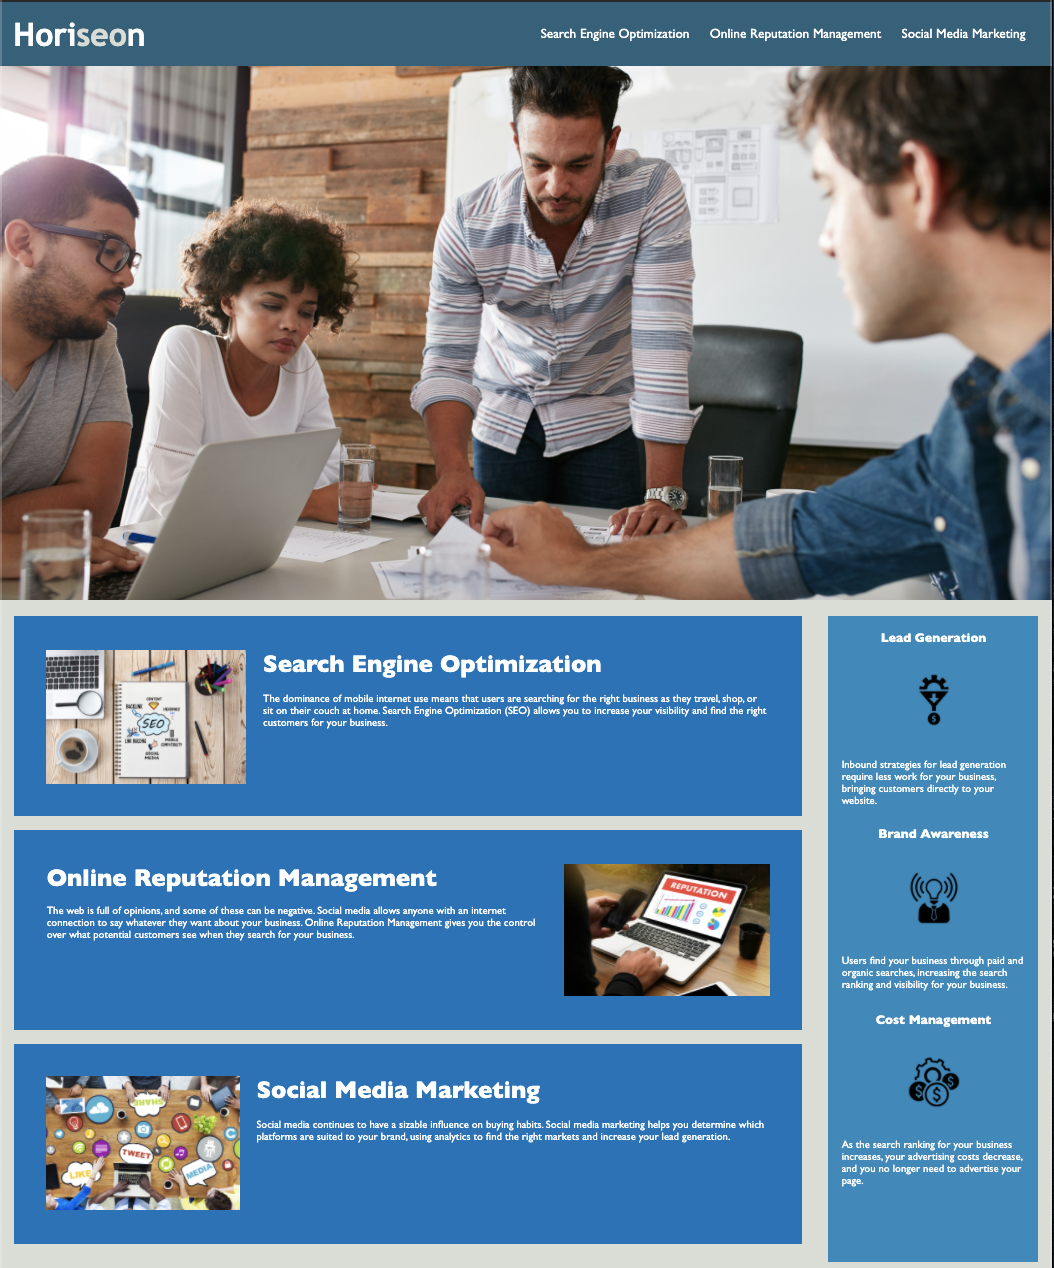 Horiseon
Search Engine Optimization
Online Reputation Management
Social Media Marketing
Search Engine Optimization
The dominance of mobile internet use means that users are searching for the right business as they travel, shop, or
sit on their couch at home. Search Engine Optimization (SEO) allows you to increase your visibility and find the right
customers for your business.
CONTENT
BACKLINKS
KEYWORDS
SEO
LINK BUILDING
SOCIAL
MEDIA
Online Reputation Management
The web is full of opinions, and some of these can be negative. Social media allows anyone with an internet
connection to say whatever they want about your business. Online Reputation Management gives you the control
over what potential customers see when they search for your business.
REPUTATION
Social Media Marketing
Social media continues to have a sizable influence on buying habits. Social media marketing helps you determine which
platforms are suited to your brand, using analytics to find the right markets and increase your lead generation.
SHARE
TWEET
LIKE
MEDIA
Lead Generation
Inbound strategies for lead generation
require less work for your business,
bringing customers directly to your
website.
Brand Awareness
Users find your business through paid and
organic searches, increasing the search
ranking and visibility for your business.
Cost Management
As the search ranking for your business
increases, your advertising costs decrease,
and you no longer need to advertise your
page.